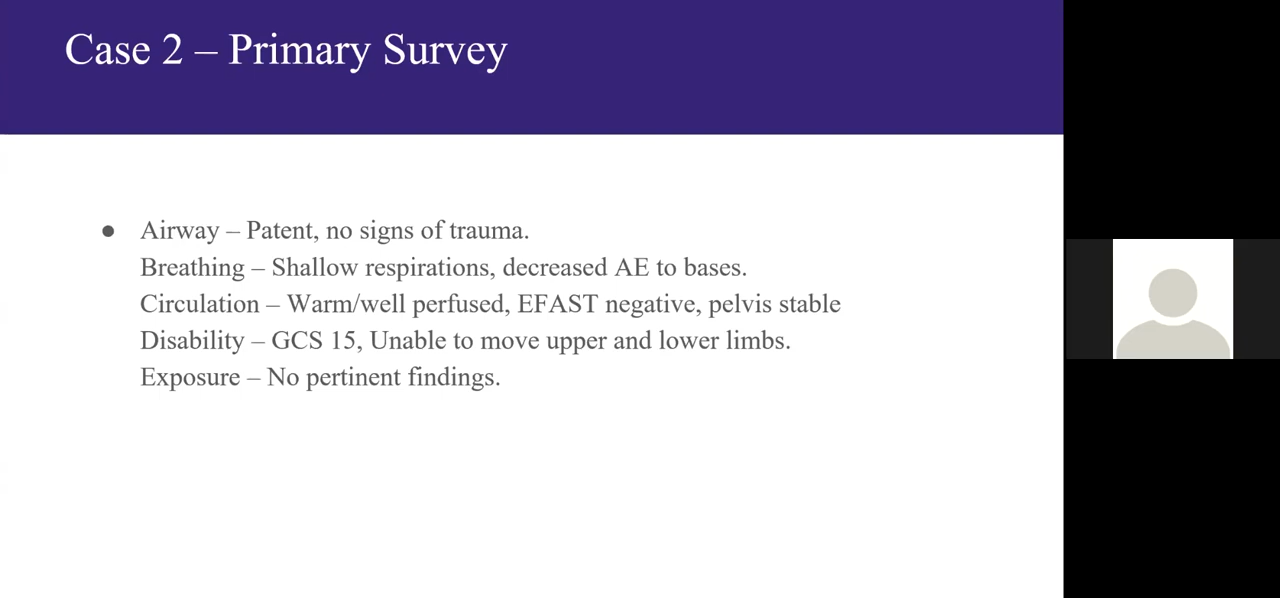 Case 2 – Primary Survey
● Airway – Patent, no signs of trauma.
Breathing – Shallow respirations, decreased AE to bases.
Circulation – Warm/well perfused, EFAST negative, pelvis stable
Disability – GCS 15, Unable to move upper and lower limbs.
Exposure – No pertinent findings.